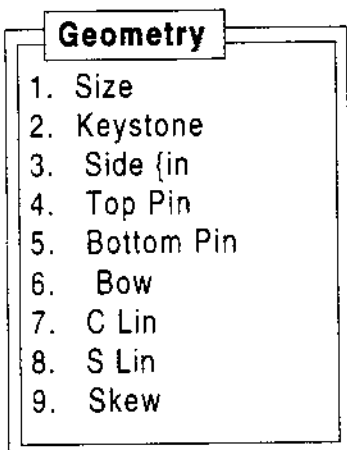 Geometry
1. Size
2. Keystone
3. Side {in
4. Top Pin
5. Bottom Pin
6. Bow
7. C Lin
8. S Lin
9. Skew